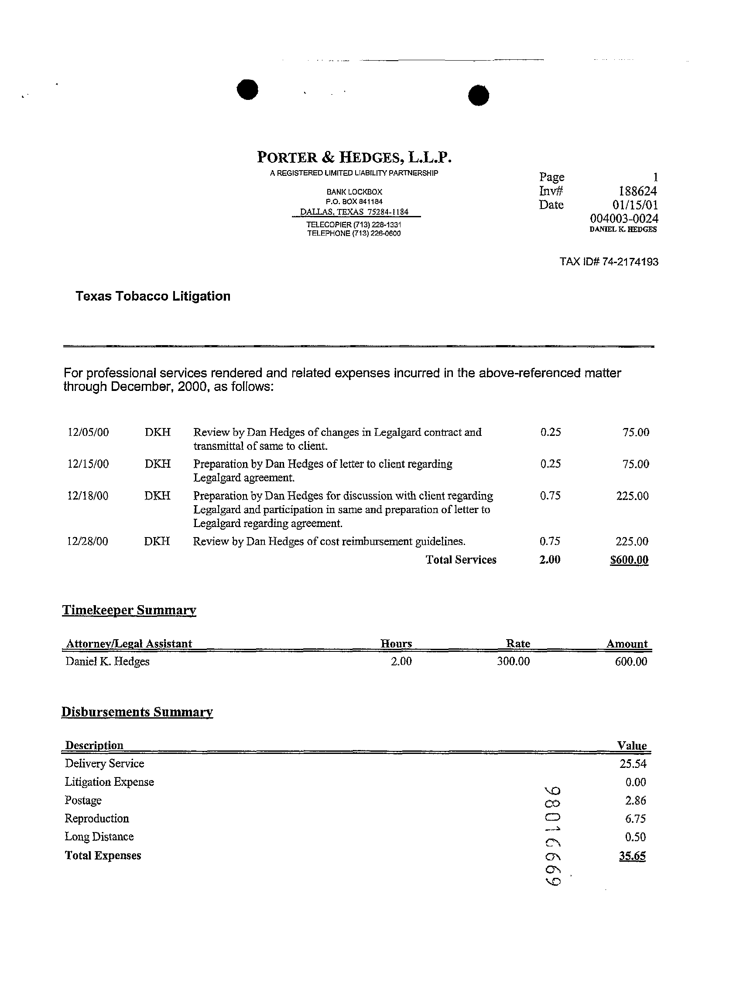 PORTER & HEDGES, L.L.P.
A REGISTERED LIMITED LIABILITY PARTNERSHIP
BANK LOCKBOX
P.O. BOX 841184
DALLAS, TEXAS 75284-1184
TELECOPIER (713) 228-1331
TELEPHONE (713) 226-0600
Page 1
Inv# 188624
Date 01/15/01
004003-0024
DANIEL K. HEDGES
TAX ID# 74-2174193
Texas Tobacco Litigation
For professional services rendered and related expenses incurred in the above-referenced matter
through December, 2000, as follows:
12/05/00 DKH Review by Dan Hedges of changes in Legalgard contract and 0.25 75.00
transmittal of same to client.
12/15/00 DKH Preparation by Dan Hedges of letter to client regarding 0.25 75.00
Legalgard agreement.
12/18/00 DKH Preparation by Dan Hedges for discussion with client regarding 0.75 225.00
Legalgard and participation in same and preparation of letter to
Legalgard regarding agreement.
12/28/00 DKH Review by Dan Hedges of cost reimbursement guidelines. 0.75 225.00
Total Services 2.00 $600.00
Timekeeper Summary
Attorney/Legal Assistant Hours Rate Amount
Daniel K. Hedges 2.00 300.00 600.00
Disbursements Summary
Description Value
Delivery Service 25.54
Litigation Expense 0.00
Postage 2.86
Reproduction 6.75
Long Distance 0.50
Total Expenses 35.65
98016669